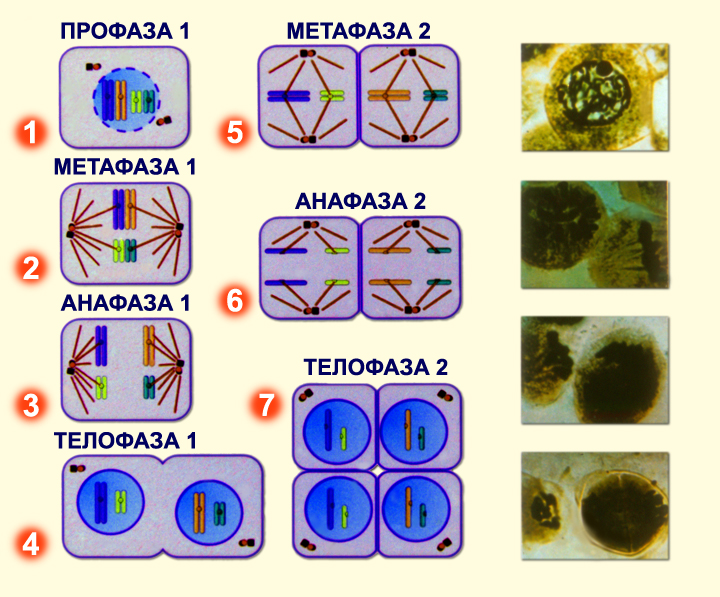 ПРОФАЗА 1
1
МЕТАФАЗА 1
2
АНАФАЗА 1
3
ТЕЛОФАЗА 1
4
МЕТАФАЗА 2
5
АНАФАЗА 2
6
ТЕЛОФАЗА 2
7